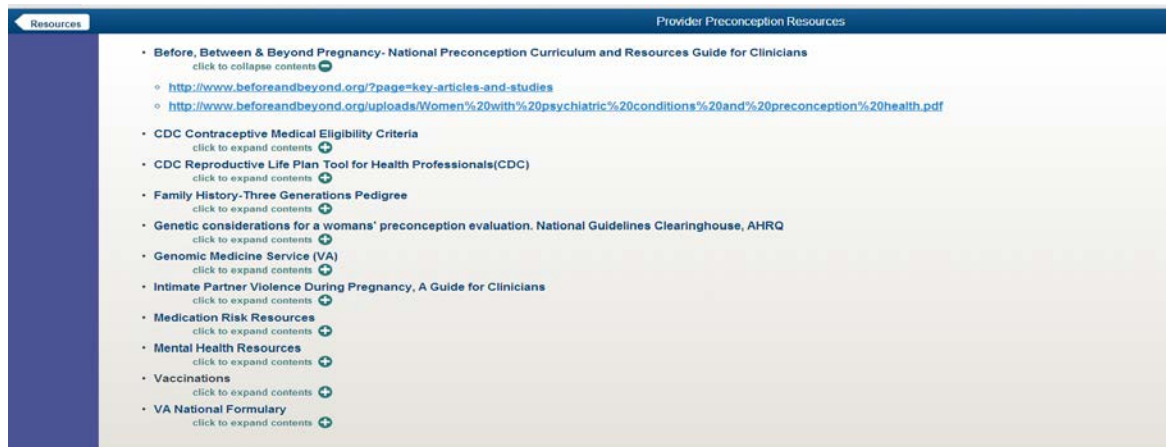 Resources
Provider Preconception Resources
• Before, Between & Beyond Pregnancy- National Preconception Curriculum and Resources Guide for Clinicians
click to collapse contents
http://www.beforeandbeyond.org/?page=key-articles-and-studies
http://www.beforeandbeyond.org/uploads/Women%20with%20psychiatric%20conditions%20and%20preconception%20health.pdf
• CDC Contraceptive Medical Eligibility Criteria
click to expand contents
• CDC Reproductive Life Plan Tool for Health Professionals(CDC)
click to expand contents
• Family History-Three Generations Pedigree
click to expand contents
• Genetic considerations for a womans' preconception evaluation. National Guidelines Clearinghouse, AHRQ
click to expand contents
• Genomic Medicine Service (VA)
click to expand contents
• Intimate Partner Violence During Pregnancy, A Guide for Clinicians
click to expand contents
• Medication Risk Resources
click to expand contents
• Mental Health Resources
click to expand contents
• Vaccinations
click to expand contents
• VA National Formulary
click to expand contents